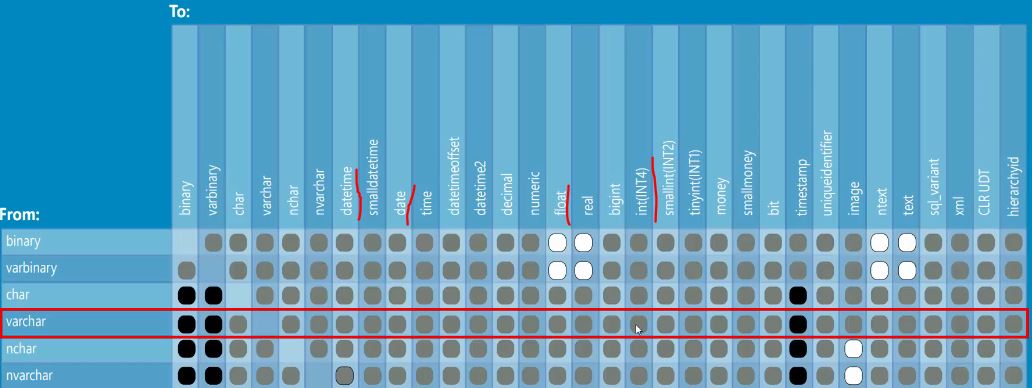 To:
binary
varbinary
char
varchar
nchar
nvarchar
datetime
smalldatetime
date
time
datetimeoffset
datetime2
decimal
numeric
float
real
bigint
int(INT4)
smallint(INT2)
tinyint(INT1)
money
smallmoney
bit
timestamp
uniqueidentifier
image
ntext
text
sql_variant
xml
CLR UDT
hierarchyid
From:
binary
varbinary
char
varchar
nchar
nvarchar